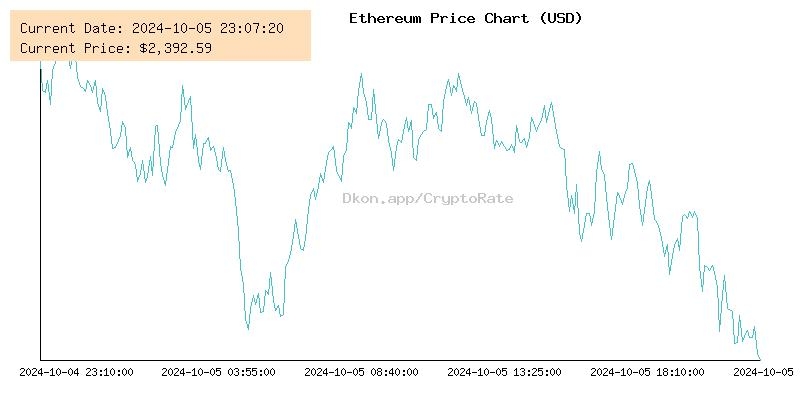 Ethereum Price Chart (USD)
Current Date: 2024-10-05 23:07:20
Current Price: $2,392.59
Dkon.app/CryptoRate
2024-10-04 23:10:00 2024-10-05 03:55:00 2024-10-05 08:40:00 2024-10-05 13:25:00 2024-10-05 18:10:00 2024-10-05